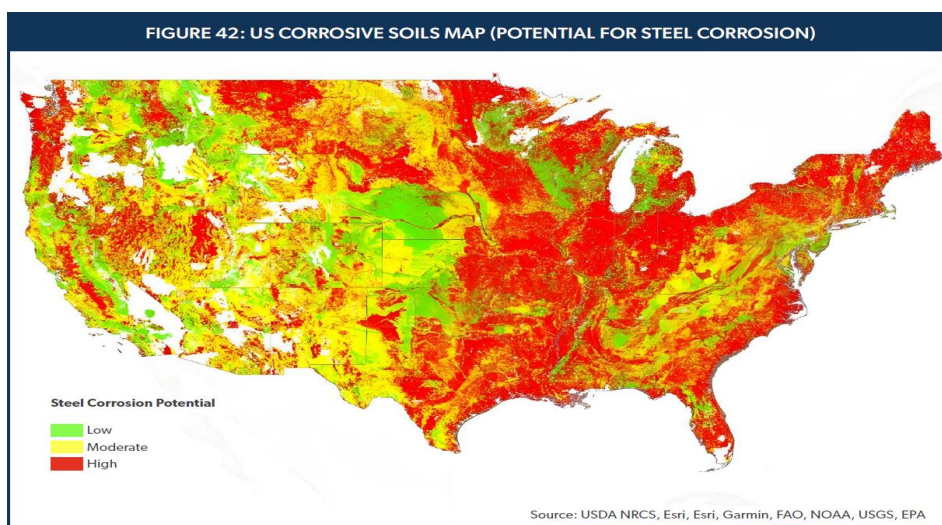 FIGURE 42: US CORROSIVE SOILS MAP (POTENTIAL FOR STEEL CORROSION)
Steel Corrosion Potential
Low
Moderate
High
Source: USDA NRCS, Esri, Esri, Garmin, FAO, NOAA, USGS, EPA